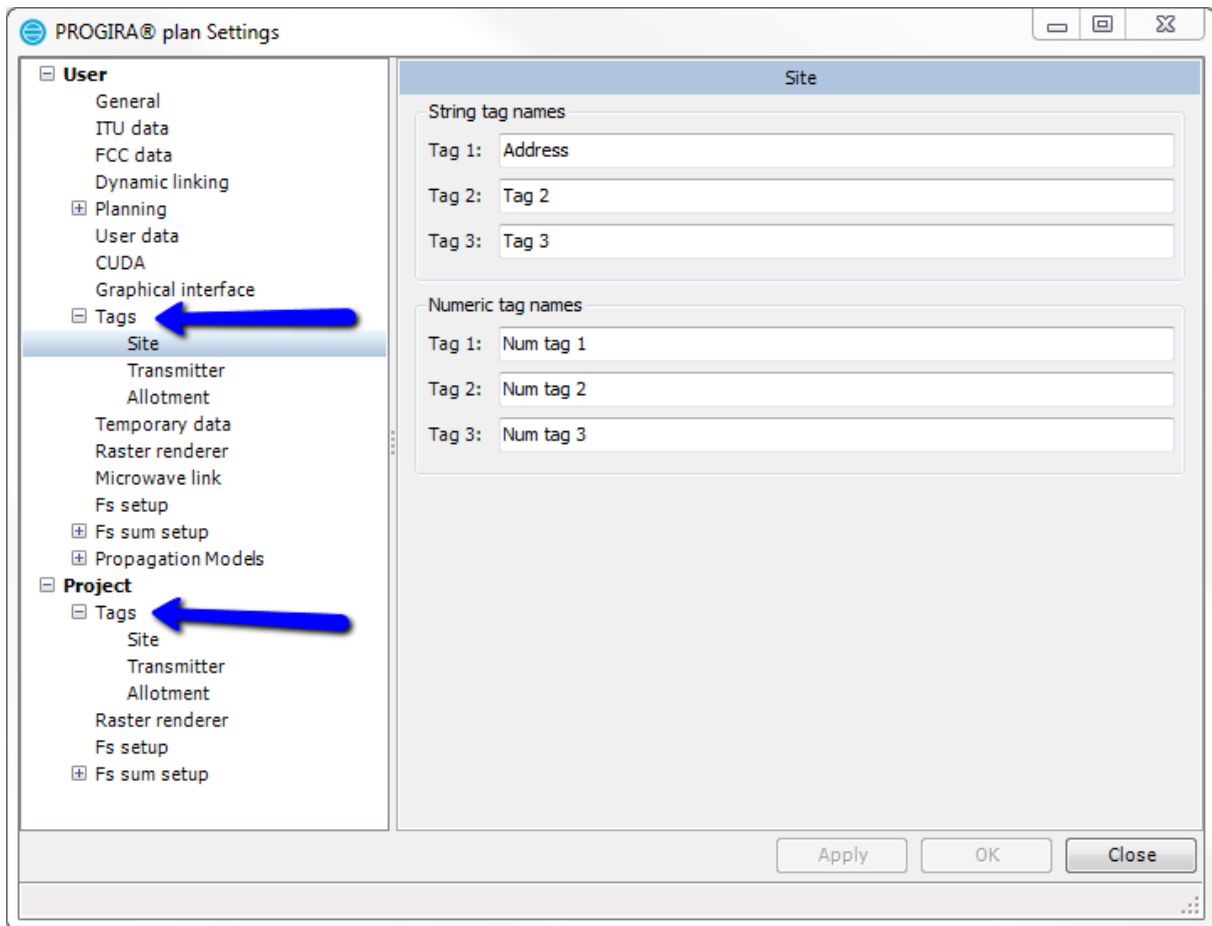 PROGIRA® plan Settings
User
General
ITU data
FCC data
Dynamic linking
Planning
User data
CUDA
Graphical interface
Tags
Site
Transmitter
Allotment
Temporary data
Raster renderer
Microwave link
Fs setup
Fs sum setup
Propagation Models
Project
Tags
Site
Transmitter
Allotment
Raster renderer
Fs setup
Fs sum setup
Site
String tag names
Tag 1: Address
Tag 2: Tag 2
Tag 3: Tag 3
Numeric tag names
Tag 1: Num tag 1
Tag 2: Num tag 2
Tag 3: Num tag 3
Apply OK Close